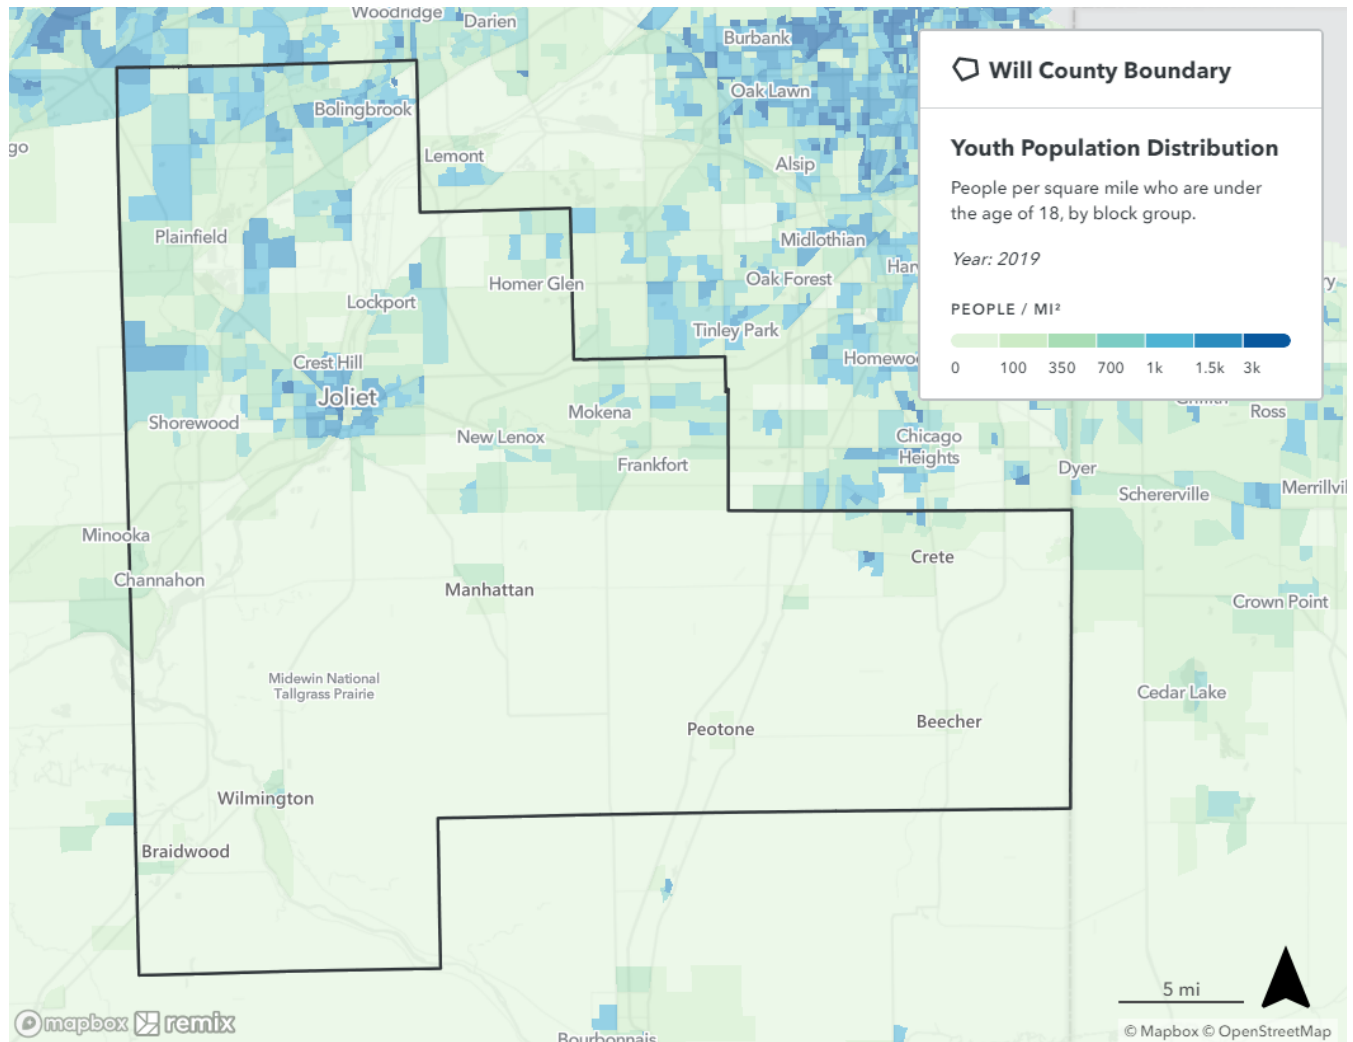 Woodridge
Darien
Burbank
Oak Lawn
Bolingbrook
Lemont
Alsip
Plainfield
Midlothian
Homer Glen
Oak Forest
Lockport
Tinley Park
Crest Hill
Joliet
Mokena
Shorewood
New Lenox
Frankfort
Chicago
Heights
Dyer
Ross
Schererville
Minooka
Channahon
Crete
Manhattan
Crown Point
Midewin National
Tallgrass Prairie
Cedar Lake
Peotone
Beecher
Wilmington
Braidwood
Bourbonnais
Will County Boundary
Youth Population Distribution
People per square mile who are under
the age of 18, by block group.
Year: 2019
PEOPLE / MI²
0 100 350 700 1k 1.5k 3k
5 mi
mapbox remix
© Mapbox © OpenStreetMap